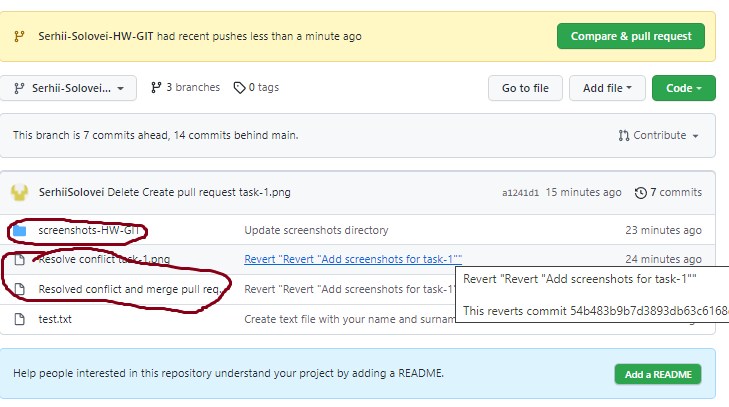 Serhii-Solovei-HW-GIT had recent pushes less than a minute ago
Compare & pull request
Serhii-Solovei... 3 branches 0 tags Go to file Add file Code
This branch is 7 commits ahead, 14 commits behind main. Contribute
SerhiiSolovei Delete Create pull request task-1.png a1241d1 15 minutes ago 7 commits
screenshots-HW-GIT Update screenshots directory 23 minutes ago
Resolve conflict task-1.png Revert "Revert "Add screenshots for task-1"" 24 minutes ago
Resolved conflict and merge pull req... Revert "Revert "Add screenshots for task-1"
Revert "Revert "Add screenshots for task-1""
This reverts commit 54b483b9b7d3893db63c6168
test.txt Create text file with your name and surnam
Help people interested in this repository understand your project by adding a README. Add a README